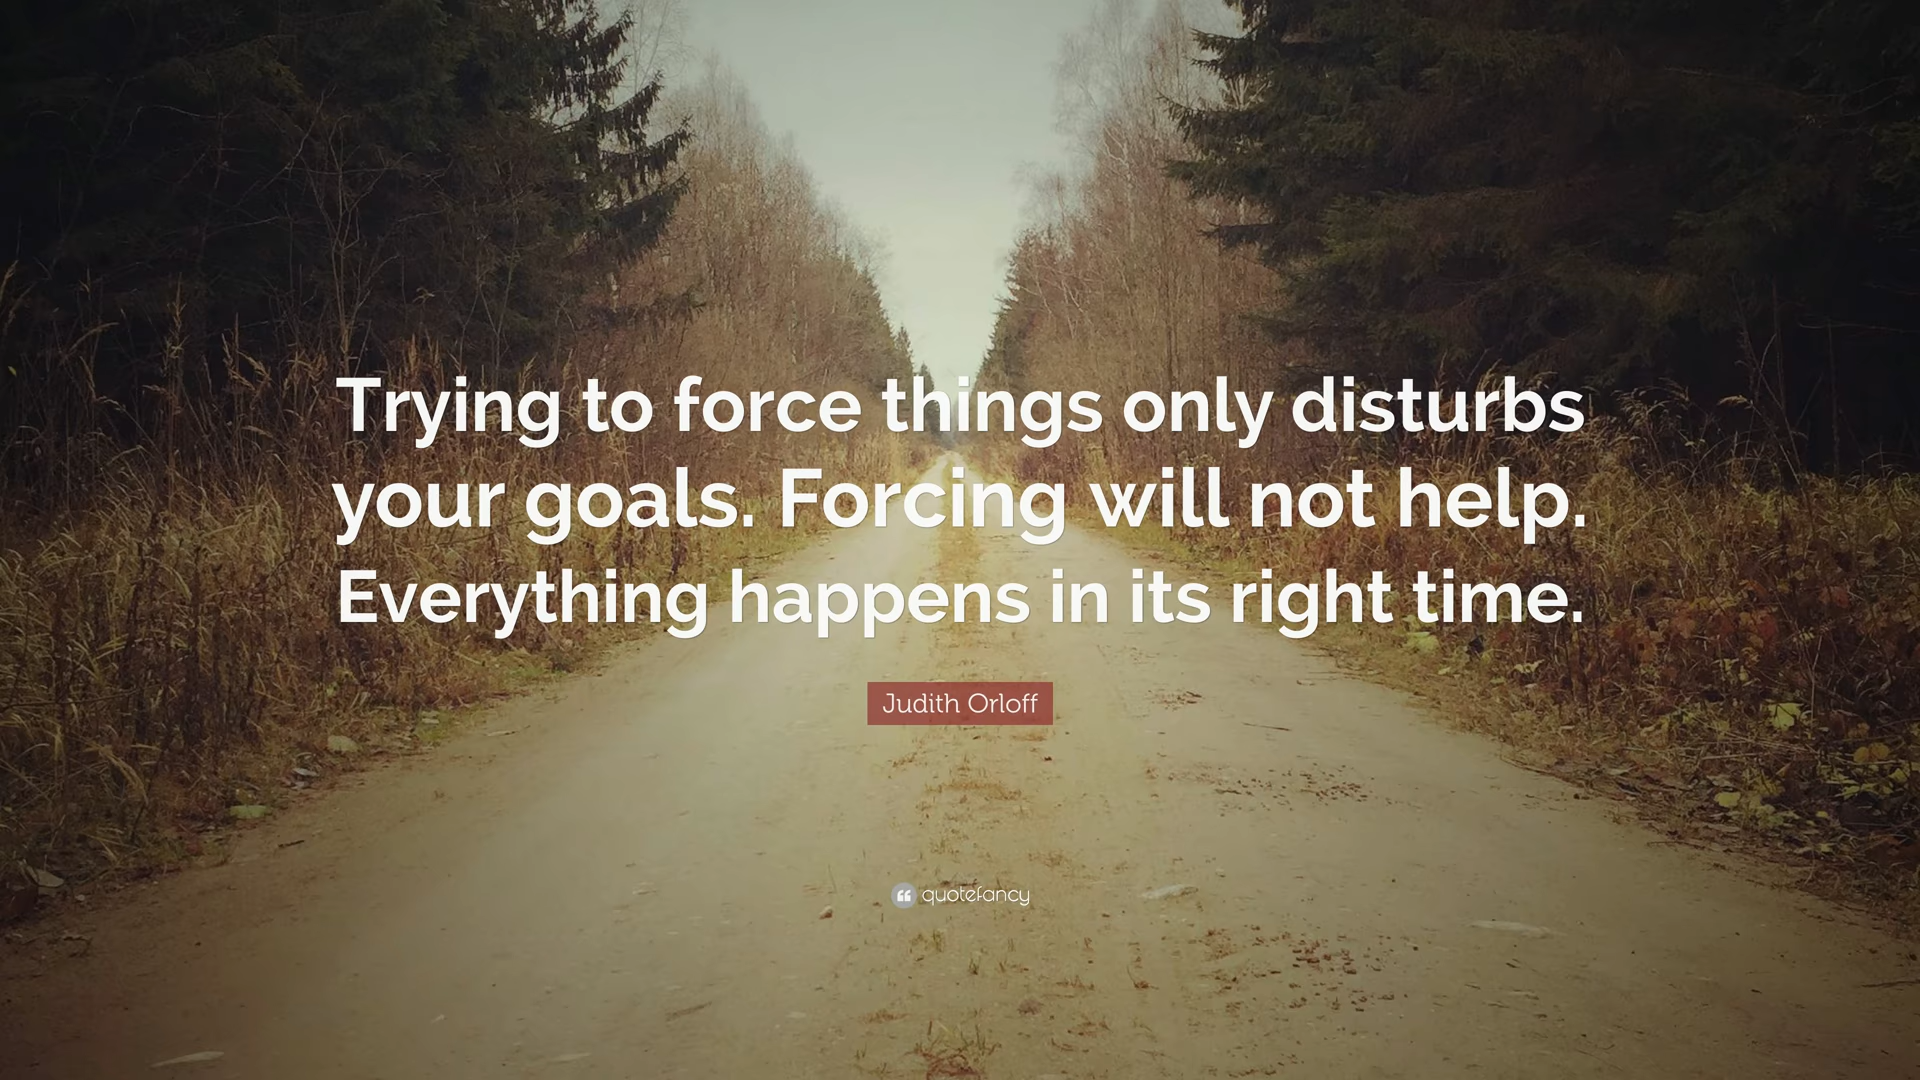 Trying to force things only disturbs
your goals. Forcing will not help.
Everything happens in its right time.
Judith Orloff
quotefancy